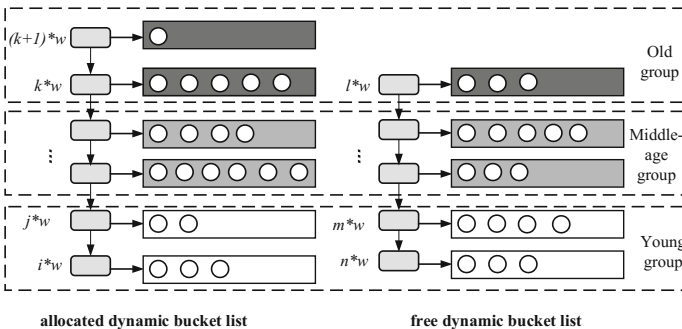 (k+1)*w
k*w
l*w
Old
group
...
...
Middle-
age
group
j*w
m*w
i*w
n*w
Young
group
allocated dynamic bucket list
free dynamic bucket list